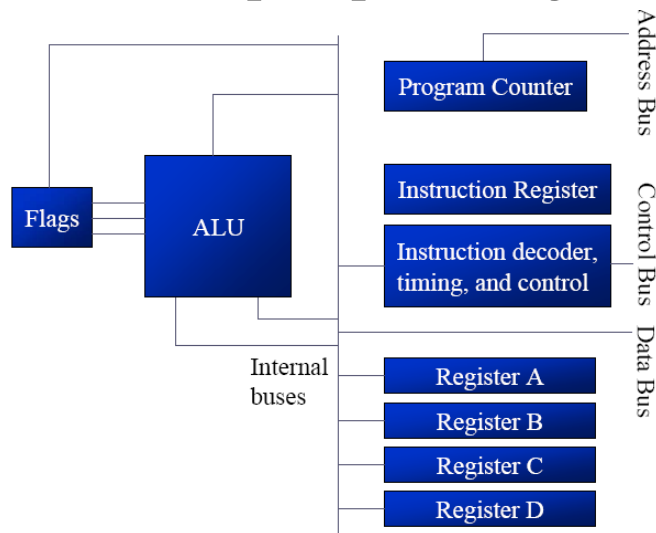 Address Bus
Program Counter
Instruction Register
Flags
ALU
Control Bus
Instruction decoder,
timing, and control
Data Bus
Internal
buses
Register A
Register B
Register C
Register D